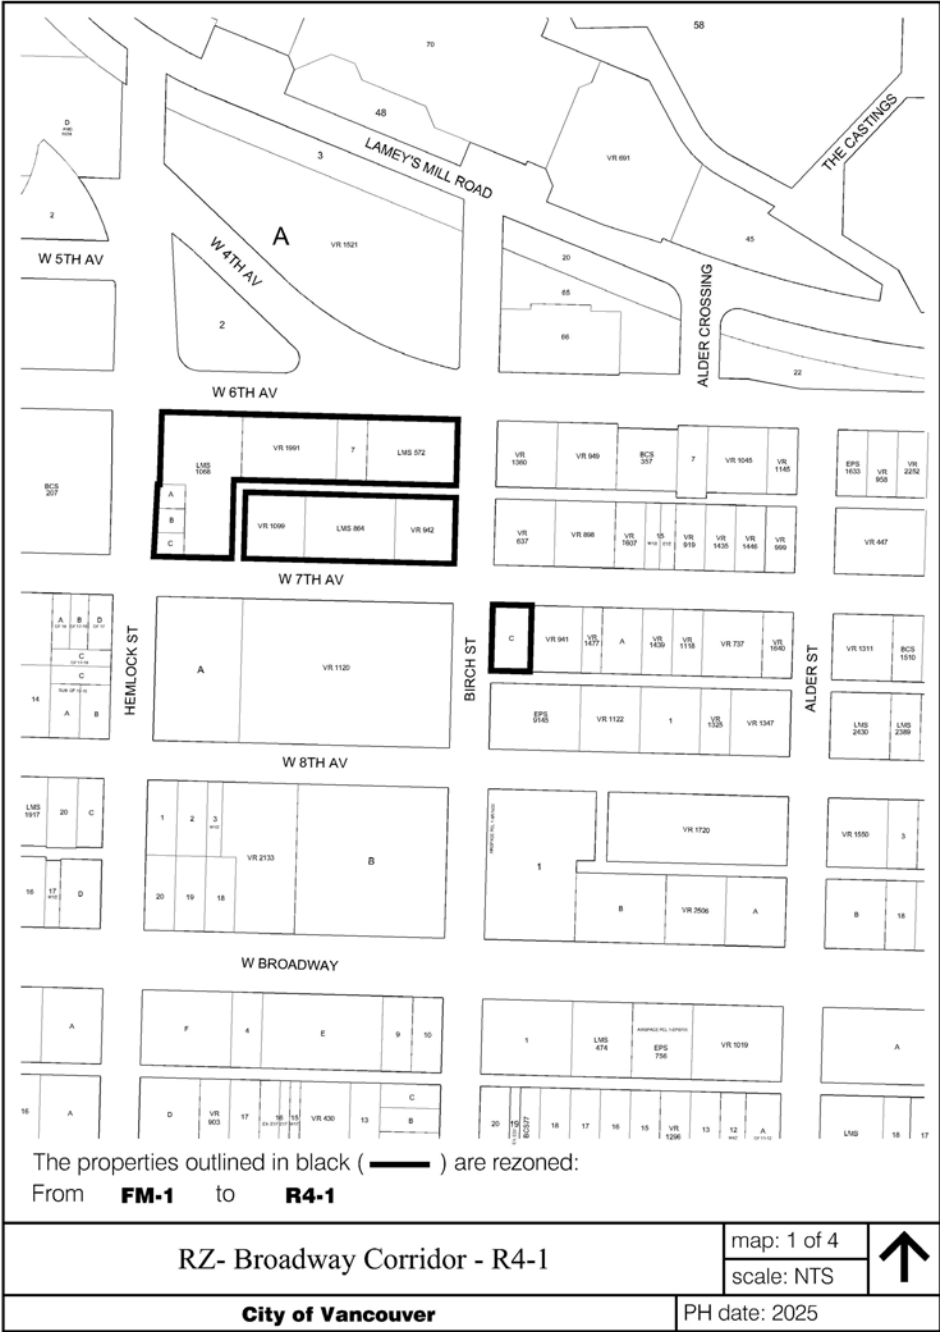 58
70
48
THE CASTINGS
D
LAMEY'S MILL ROAD
3
VR 691
2
A
VR 1521
45
W 5TH AV
W 4TH AV
20
65
ALDER CROSSING
2
66
22
W 6TH AV
LMS 1068
VR 1991
7
LMS 572
VR 1360
VR 949
BCS 357
7
VR 1045
VR 1145
EPS 1633
VR 958
VR 2252
BCS 207
A
B
C
VR 1099
LMS 864
VR 942
VR 637
VR 898
VR 1607
15
VR 919
VR 1435
VR 1446
VR 999
VR 447
W 7TH AV
A
B
D
C
C
14
A
B
HEMLOCK ST
A
VR 1120
BIRCH ST
C
VR 941
VR 1477
A
VR 1439
VR 1118
VR 737
VR 1640
ALDER ST
VR 1311
BCS 1510
EPS 9145
VR 1122
1
VR 1325
VR 1347
LMS 2430
LMS 2389
W 8TH AV
LMS 1917
20
C
1
2
3
VR 2133
B
VR 1720
VR 1550
3
1
16
17
D
20
19
18
B
VR 2506
A
B
18
W BROADWAY
A
F
4
E
9
10
1
LMS 474
EPS 756
VR 1019
A
16
A
D
VR 903
17
16
15
VR 430
13
C
B
20
19
BCS77
18
17
16
15
VR 1296
13
12
A
LMS
18
17
The properties outlined in black ( ) are rezoned:
From FM-1 to R4-1
RZ- Broadway Corridor - R4-1
map: 1 of 4
scale: NTS
City of Vancouver
PH date: 2025